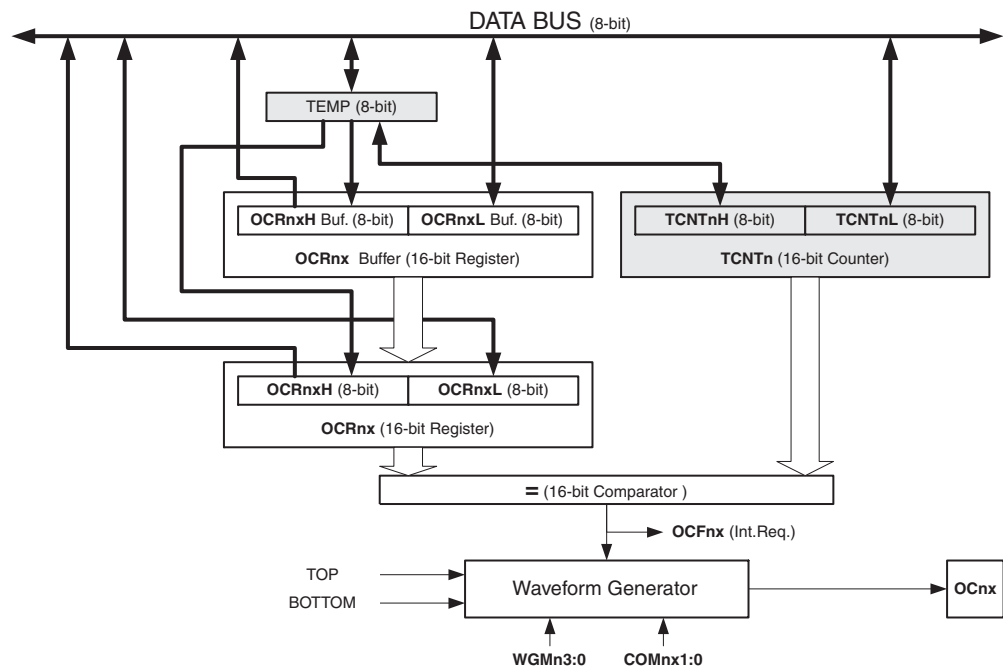 DATA BUS (8-bit)
TEMP (8-bit)
OCRnxH Buf. (8-bit)
OCRnxL Buf. (8-bit)
OCRnx Buffer (16-bit Register)
TCNTnH (8-bit)
TCNTnL (8-bit)
TCNTn (16-bit Counter)
OCRnxH (8-bit)
OCRnxL (8-bit)
OCRnx (16-bit Register)
= (16-bit Comparator )
OCFnx (Int.Req.)
TOP
BOTTOM
Waveform Generator
OCnx
WGMn3:0
COMnx1:0